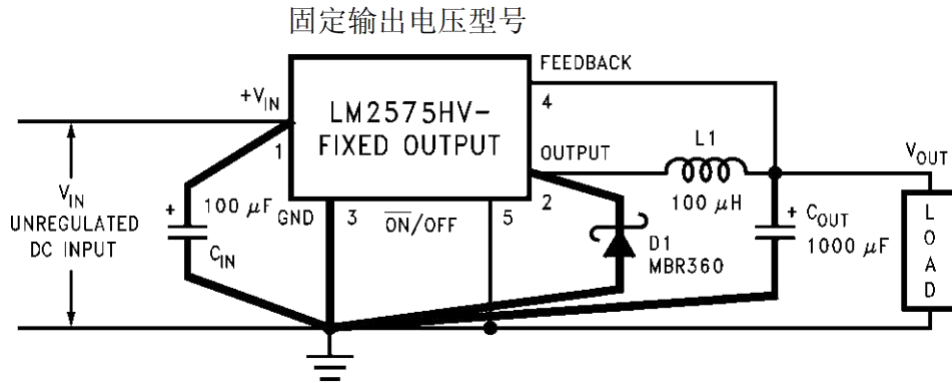 固定输出电压型号
FEEDBACK
+VIN
4
LM2575HV-
FIXED OUTPUT
1
OUTPUT
L1
VOUT
VIN
UNREGULATED
DC INPUT
+
100 μF
CIN
GND
3
ON/OFF
5
2
100 μH
D1
MBR360
+
COUT
1000 μF
LOAD